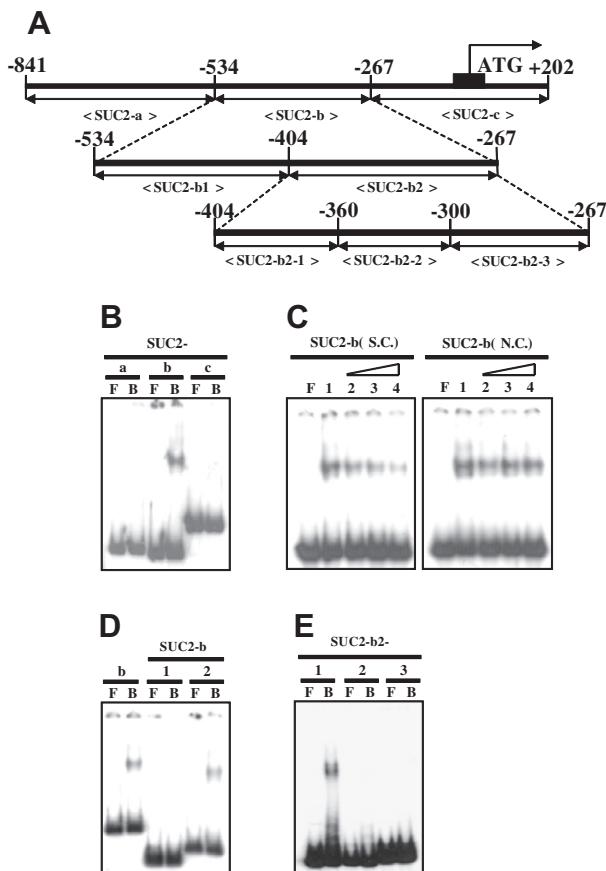 A
-841 -534 -267 ATG +202
< SUC2-a > < SUC2-b > < SUC2-c >
-534 -404 -267
< SUC2-b1 > < SUC2-b2 >
-404 -360 -300 -267
< SUC2-b2-1 > < SUC2-b2-2 > < SUC2-b2-3 >
B
SUC2-
a b c
F B F B F B
C
SUC2-b( S.C.) SUC2-b( N.C.)
F 1 2 3 4 F 1 2 3 4
D
SUC2-b
b 1 2
F B F B F B
E
SUC2-b2-
1 2 3
F B F B F B